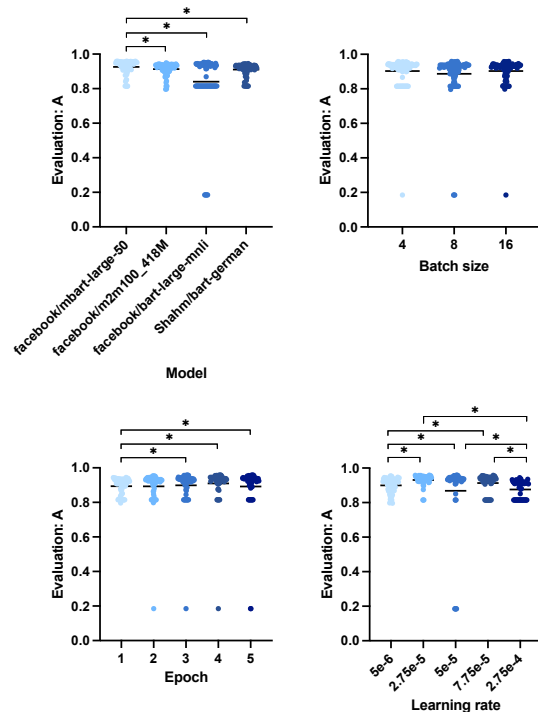 *
*
*
Evaluation: A
1.0
0.8
0.6
0.4
0.2
0.0
facebook/mbart-large-50
facebook/m2m100_418M
facebook/bart-large-mnli
Shahm/bart-german
Model
Evaluation: A
1.0
0.8
0.6
0.4
0.2
0.0
4 8 16
Batch size
*
*
*
Evaluation: A
1.0
0.8
0.6
0.4
0.2
0.0
1 2 3 4 5
Epoch
*
*
* *
* *
Evaluation: A
1.0
0.8
0.6
0.4
0.2
0.0
5e-6
2.75e-5
5e-5
7.75e-5
2.75e-4
Learning rate